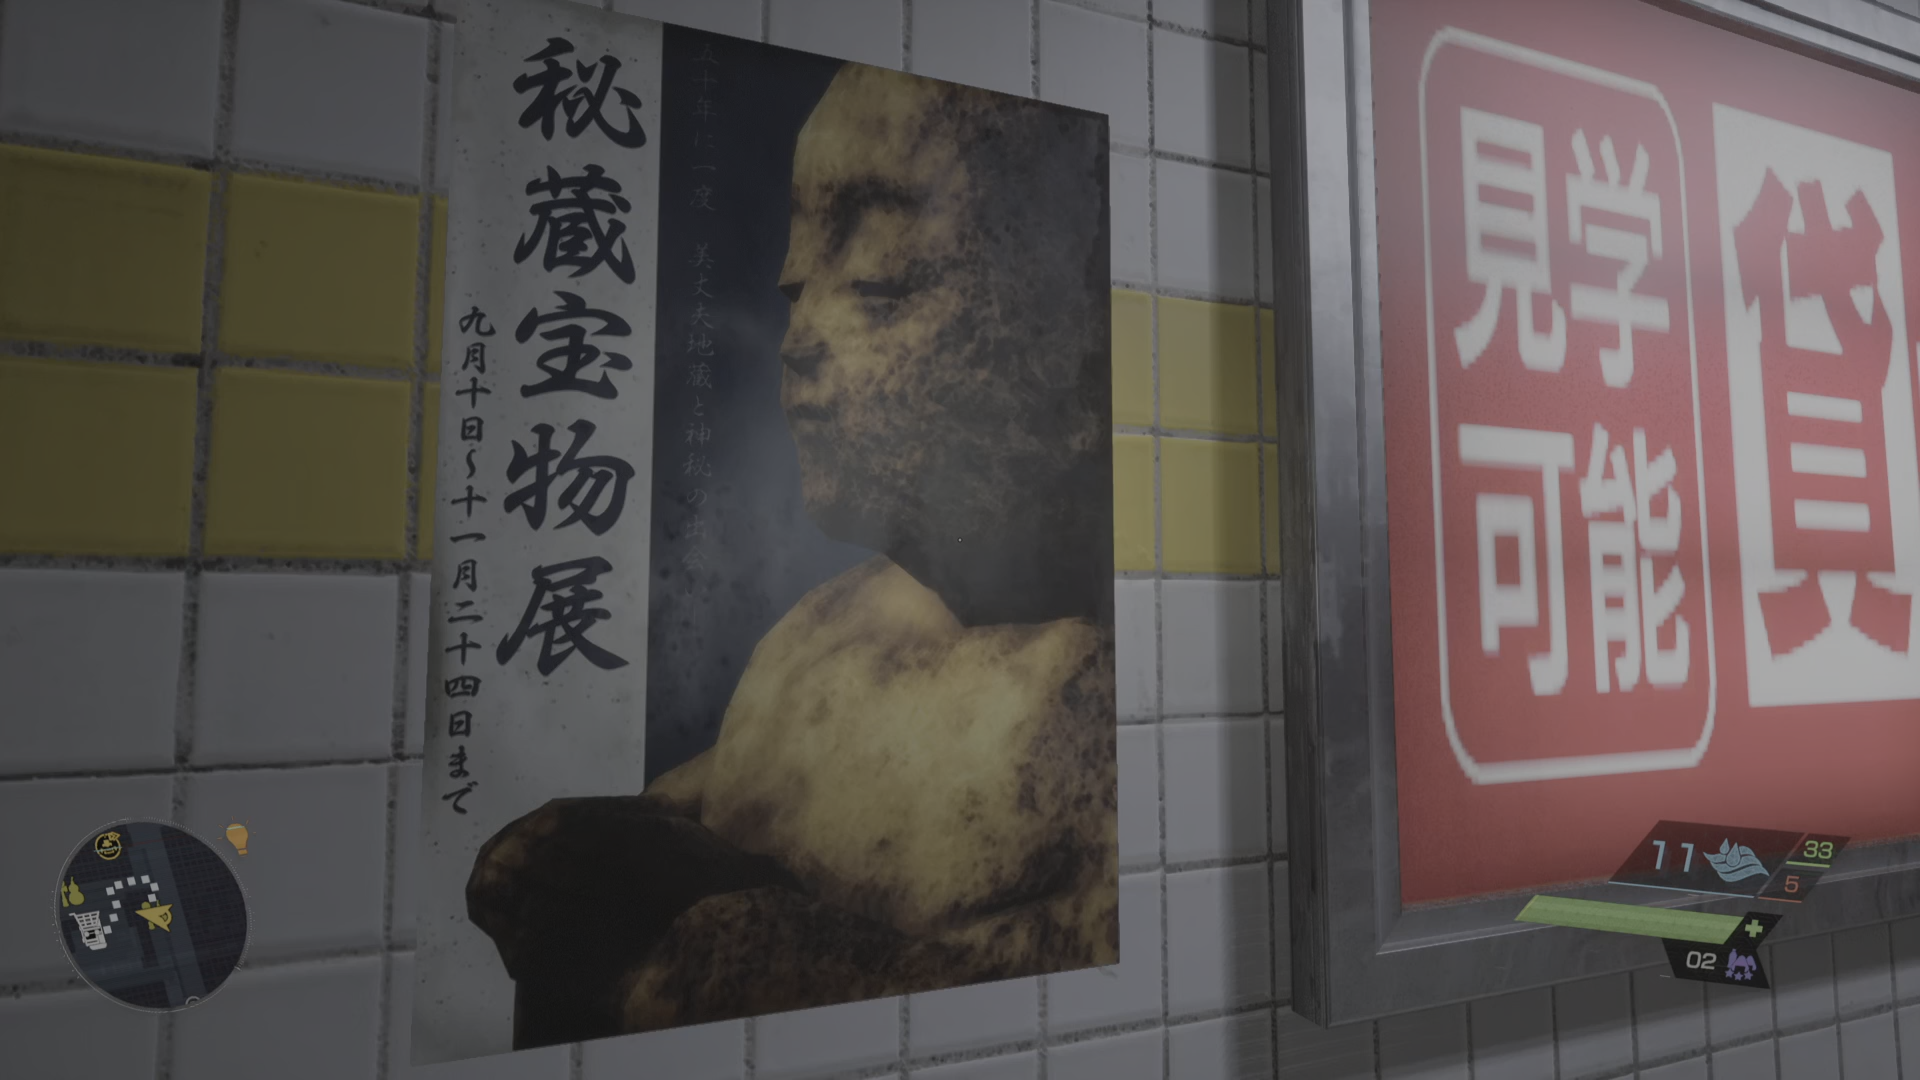 五十年に一度 美丈夫地蔵と神秘の出会い
秘蔵宝物展
九月十日～十一月二十四日まで
見学
可能
貸
11
33
5
02